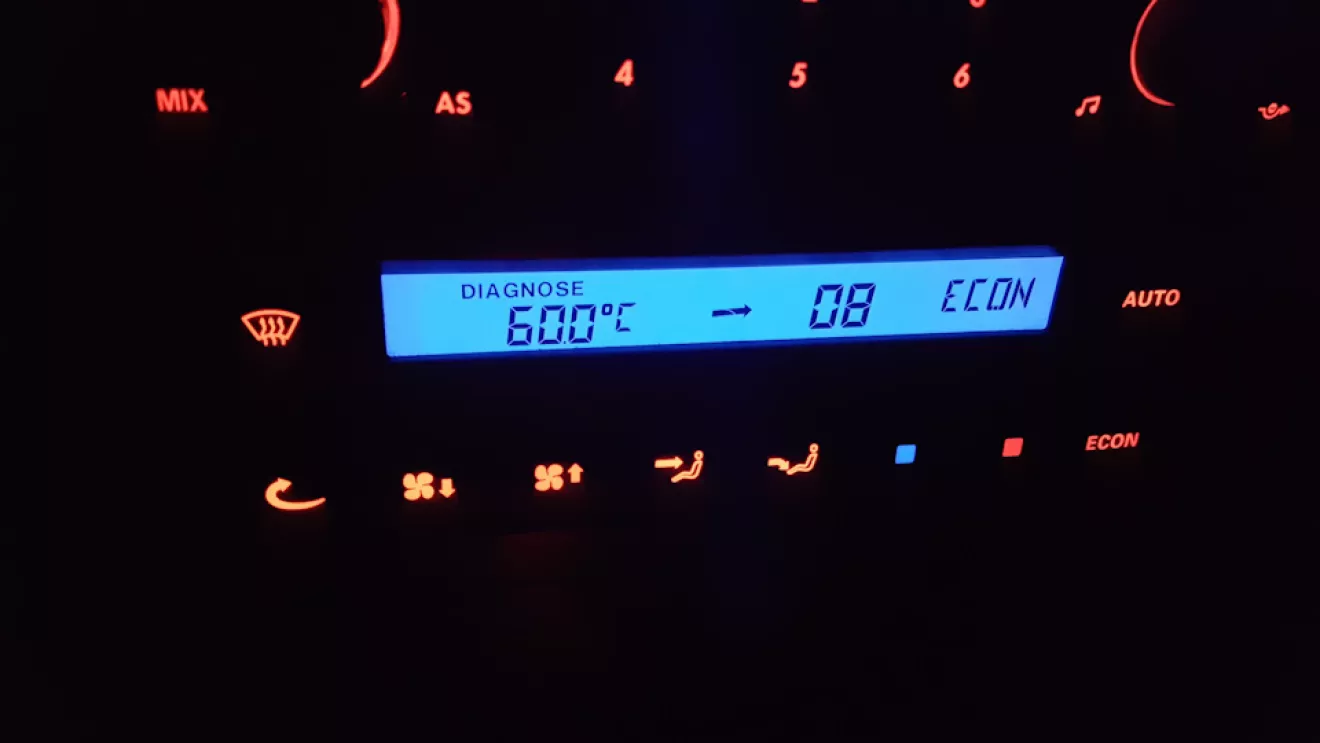 4 5 6
MIX AS
DIAGNOSE
60.0°C 08 ECON AUTO
ECON